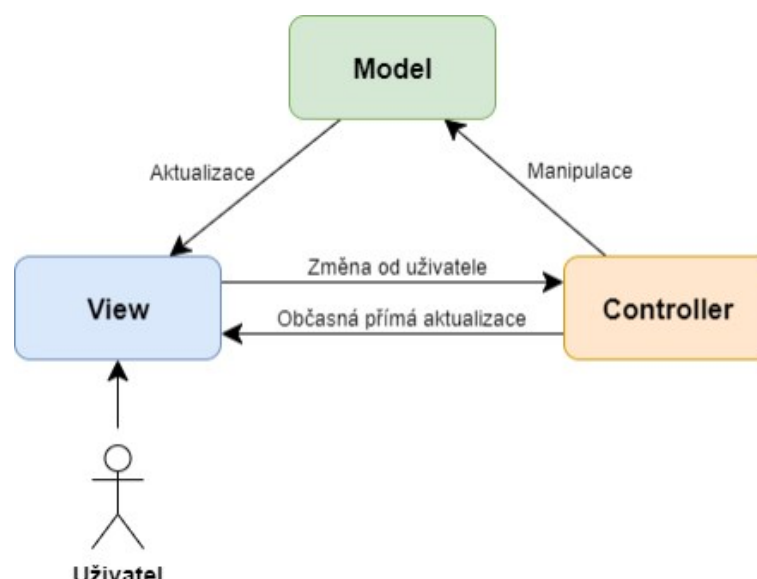 Model
Aktualizace
Manipulace
Změna od uživatele
View
Controller
Občasná přímá aktualizace
Uživatel